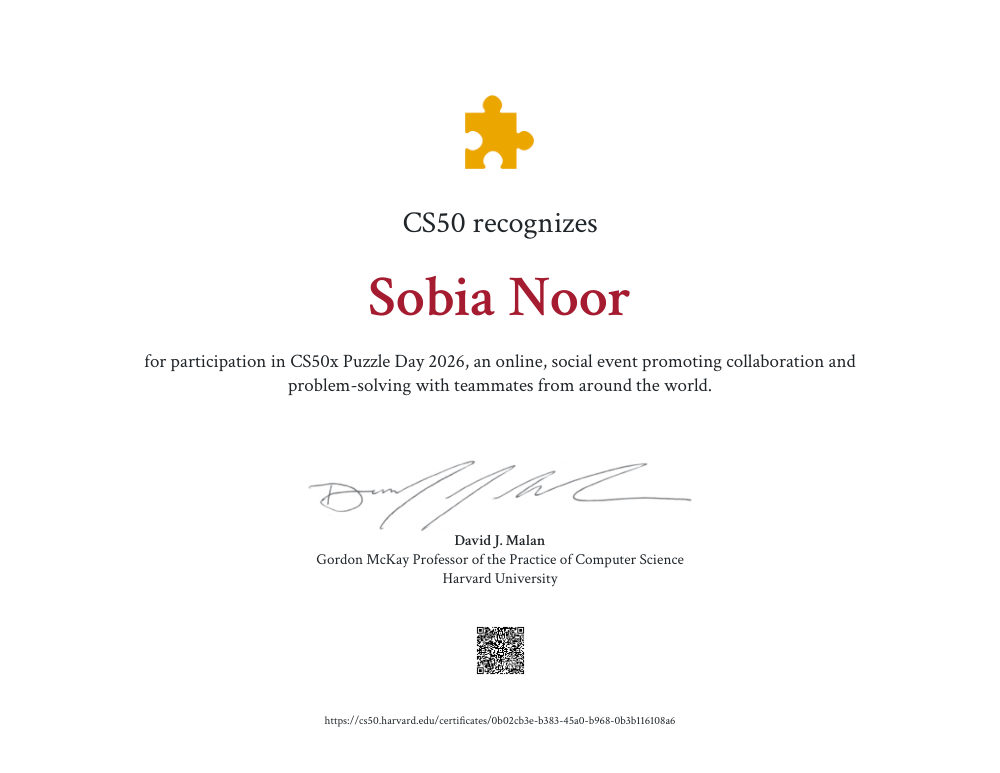 CS50 recognizes
Sobia Noor
for participation in CS50x Puzzle Day 2026, an online, social event promoting collaboration and
problem-solving with teammates from around the world.
David J. Malan
Gordon McKay Professor of the Practice of Computer Science
Harvard University
https://cs50.harvard.edu/certificates/0b02cb3e-b383-45a0-b968-0b3b116108a6